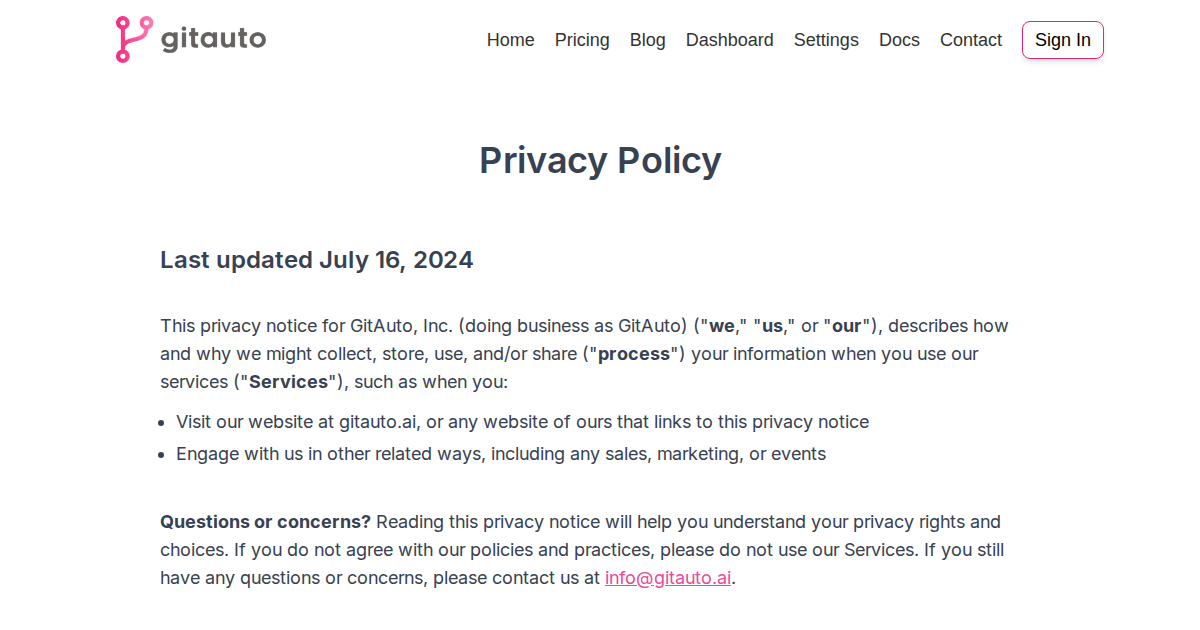 gitauto
Home Pricing Blog Dashboard Settings Docs Contact Sign In
Privacy Policy
Last updated July 16, 2024
This privacy notice for GitAuto, Inc. (doing business as GitAuto) ("we," "us," or "our"), describes how
and why we might collect, store, use, and/or share ("process") your information when you use our
services ("Services"), such as when you:
• Visit our website at gitauto.ai, or any website of ours that links to this privacy notice
• Engage with us in other related ways, including any sales, marketing, or events
Questions or concerns? Reading this privacy notice will help you understand your privacy rights and
choices. If you do not agree with our policies and practices, please do not use our Services. If you still
have any questions or concerns, please contact us at info@gitauto.ai.